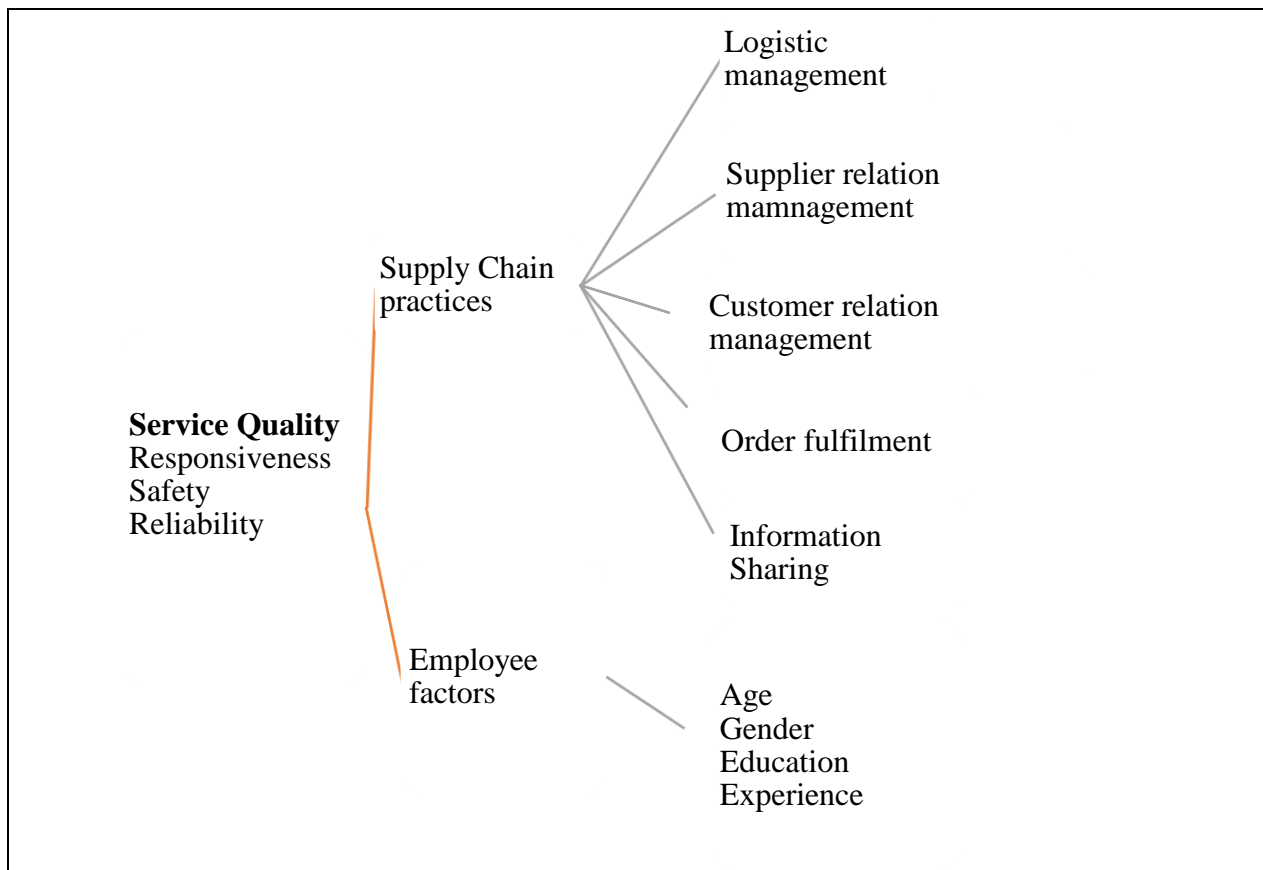 Logistic
management
Supplier relation
mamnagement
Supply Chain
practices
Customer relation
management
Service Quality
Responsiveness
Safety
Reliability
Order fulfilment
Information
Sharing
Employee
factors
Age
Gender
Education
Experience